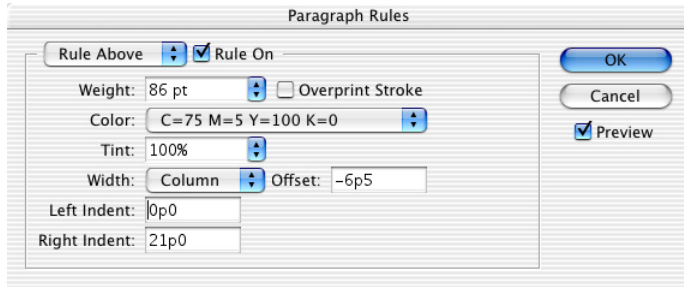 Paragraph Rules
Rule Above Rule On
Weight: 86 pt Overprint Stroke
Color: C=75 M=5 Y=100 K=0
Tint: 100%
Width: Column Offset: -6p5
Left Indent: 0p0
Right Indent: 21p0
OK
Cancel
Preview